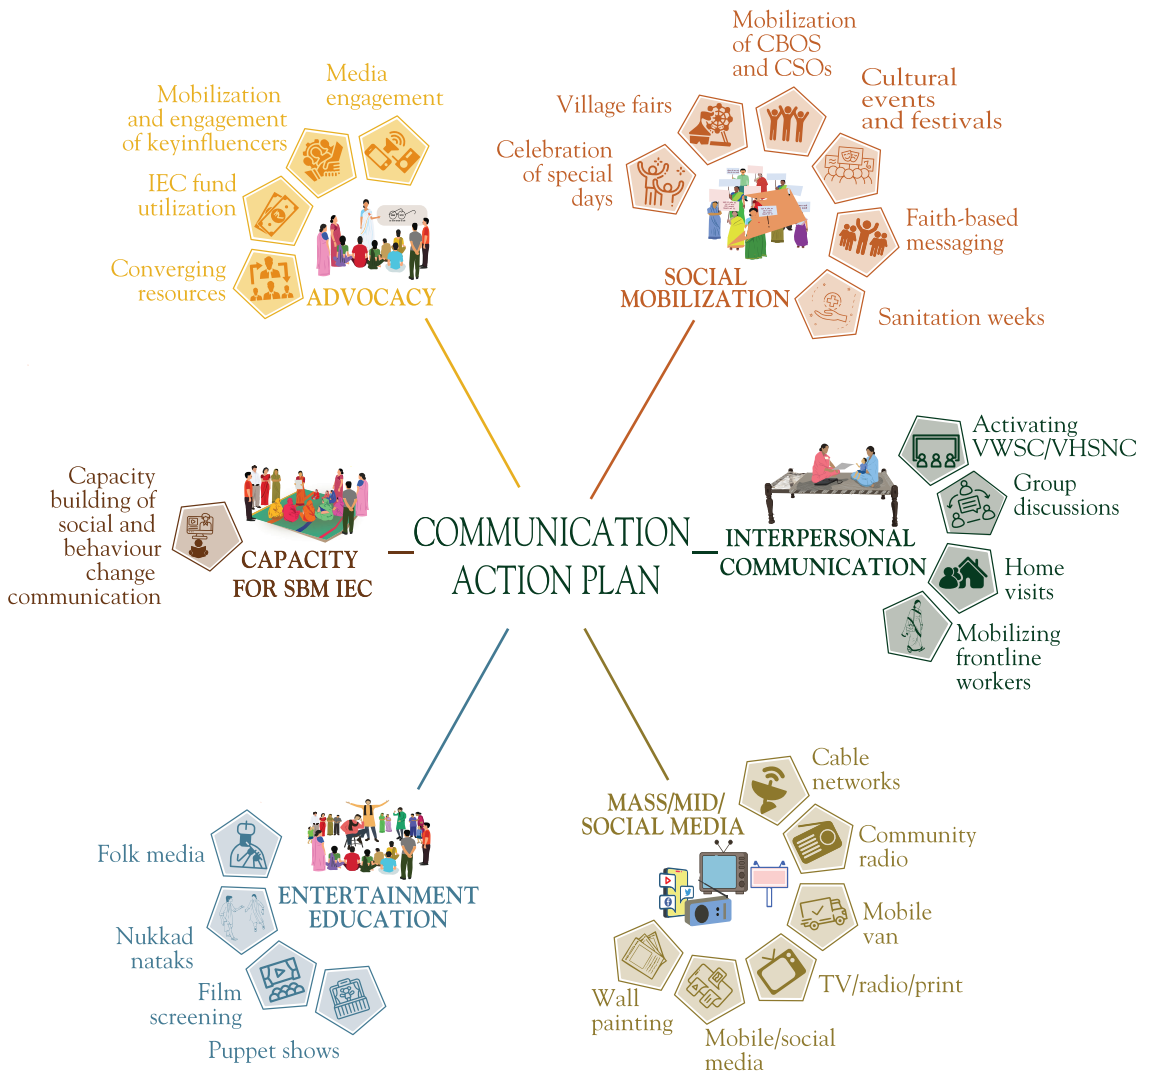 Media
engagement
Mobilization
and engagement
of keyinfluencers
IEC fund
utilization
Converging
resources
ADVOCACY
Mobilization
of CBOS
and CSOs
Village fairs
Cultural
events
and festivals
Celebration
of special
days
Faith-based
messaging
Sanitation weeks
SOCIAL
MOBILIZATION
Capacity
building of
social and
behaviour
change
communication
CAPACITY
FOR SBM IEC
COMMUNICATION
ACTION PLAN
INTERPERSONAL
COMMUNICATION
Activating
VWSC/VHSNC
Group
discussions
Home
visits
Mobilizing
frontline
workers
Folk media
Nukkad
nataks
Film
screening
Puppet shows
ENTERTAINMENT
EDUCATION
MASS/MID/
SOCIAL MEDIA
Cable
networks
Community
radio
Mobile
van
TV/radio/print
Mobile/social
media
Wall
painting